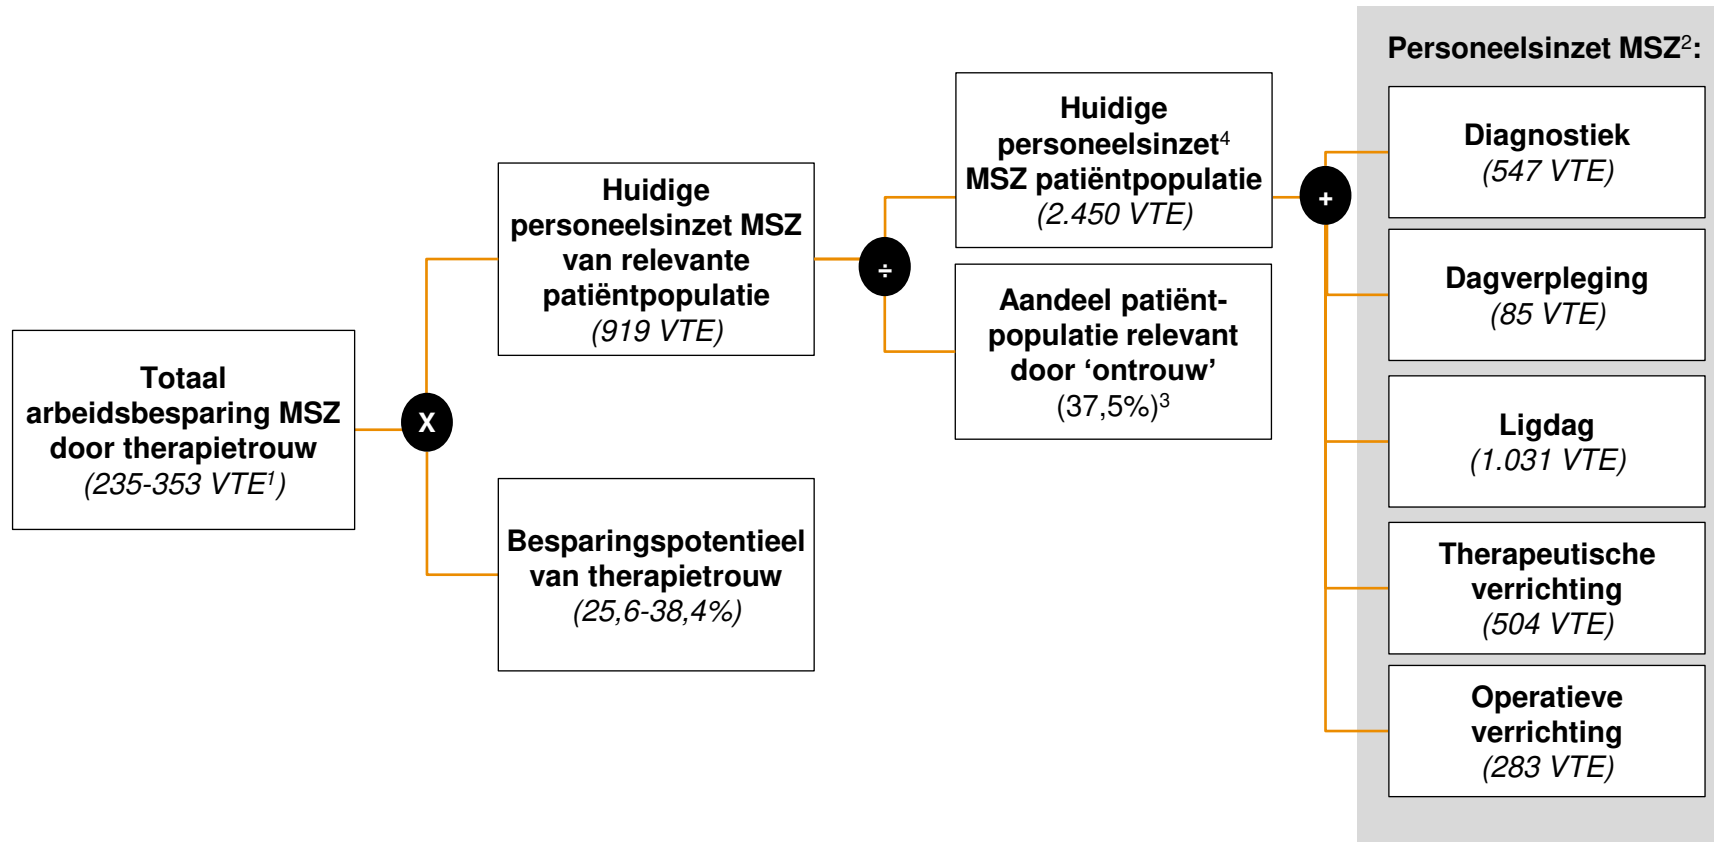 Personeelsinzet MSZ²:
Totaal
arbeidsbesparing MSZ
door therapietrouw
(235-353 VTE¹)
X
Huidige
personeelsinzet MSZ
van relevante
patiëntpopulatie
(919 VTE)
Besparingspotentieel
van therapietrouw
(25,6-38,4%)
÷
Huidige
personeelsinzet⁴
MSZ patiëntpopulatie
(2.450 VTE)
Aandeel patiënt-
populatie relevant
door ‘ontrouw’
(37,5%)³
+
Diagnostiek
(547 VTE)
Dagverpleging
(85 VTE)
Ligdag
(1.031 VTE)
Therapeutische
verrichting
(504 VTE)
Operatieve
verrichting
(283 VTE)